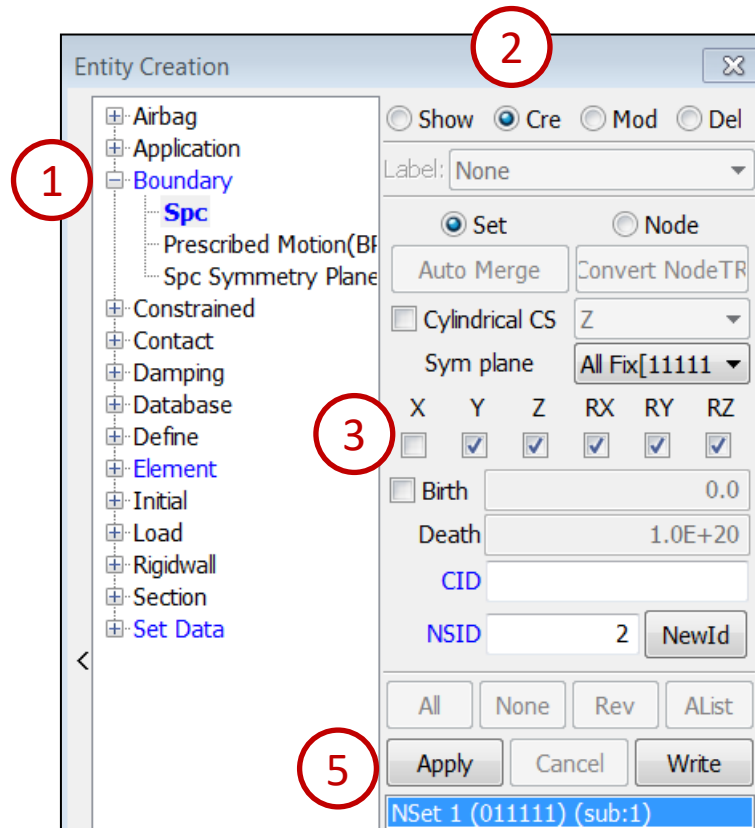 2
Entity Creation
1
Airbag
Application
Boundary
Spc
Prescribed Motion(
Spc Symmetry Plane
Constrained
Contact
Damping
Database
Define
Element
Initial
Load
Rigidwall
Section
Set Data
<
Show Cre Mod Del
Label: None
Set Node
Auto Merge Convert NodeTR
Cylindrical CS Z
Sym plane All Fix[11111
X Y Z RX RY RZ
3
Birth 0.0
Death 1.0E+20
CID
NSID 2 NewId
All None Rev AList
5
Apply Cancel Write
NSet 1 (011111) (sub:1)